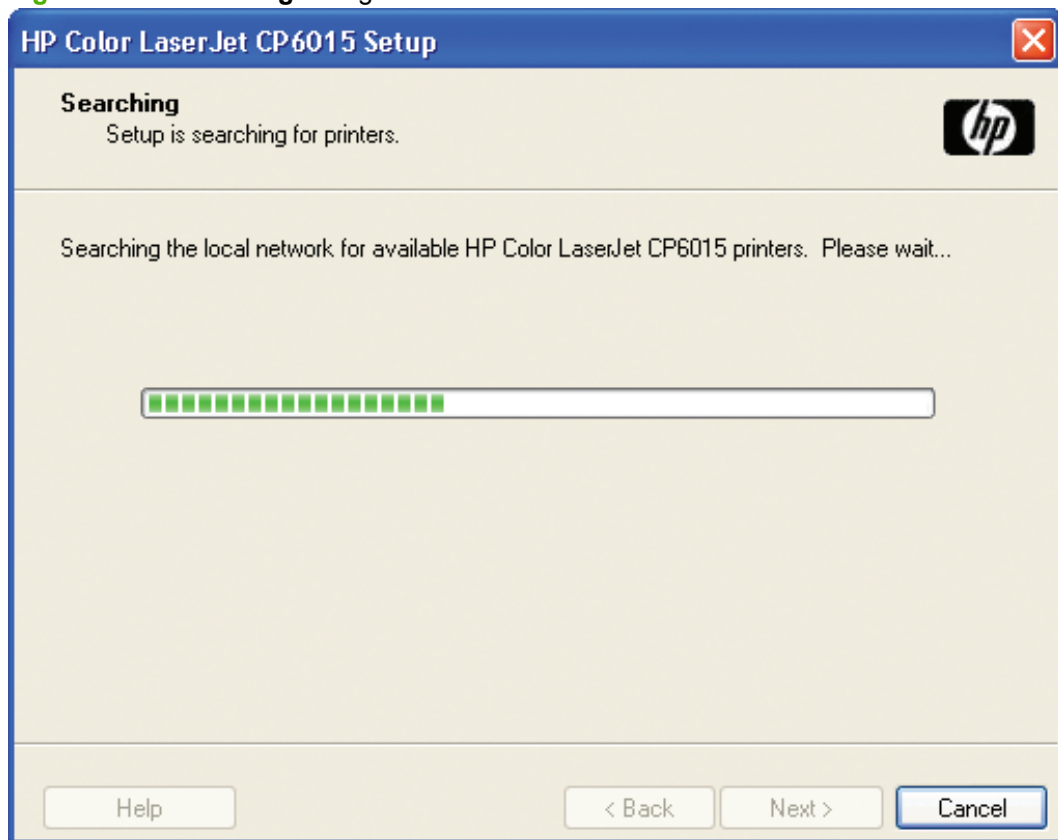 HP Color LaserJet CP6015 Setup
Searching
Setup is searching for printers.
hp
Searching the local network for available HP Color LaserJet CP6015 printers. Please wait...
Help
< Back
Next >
Cancel